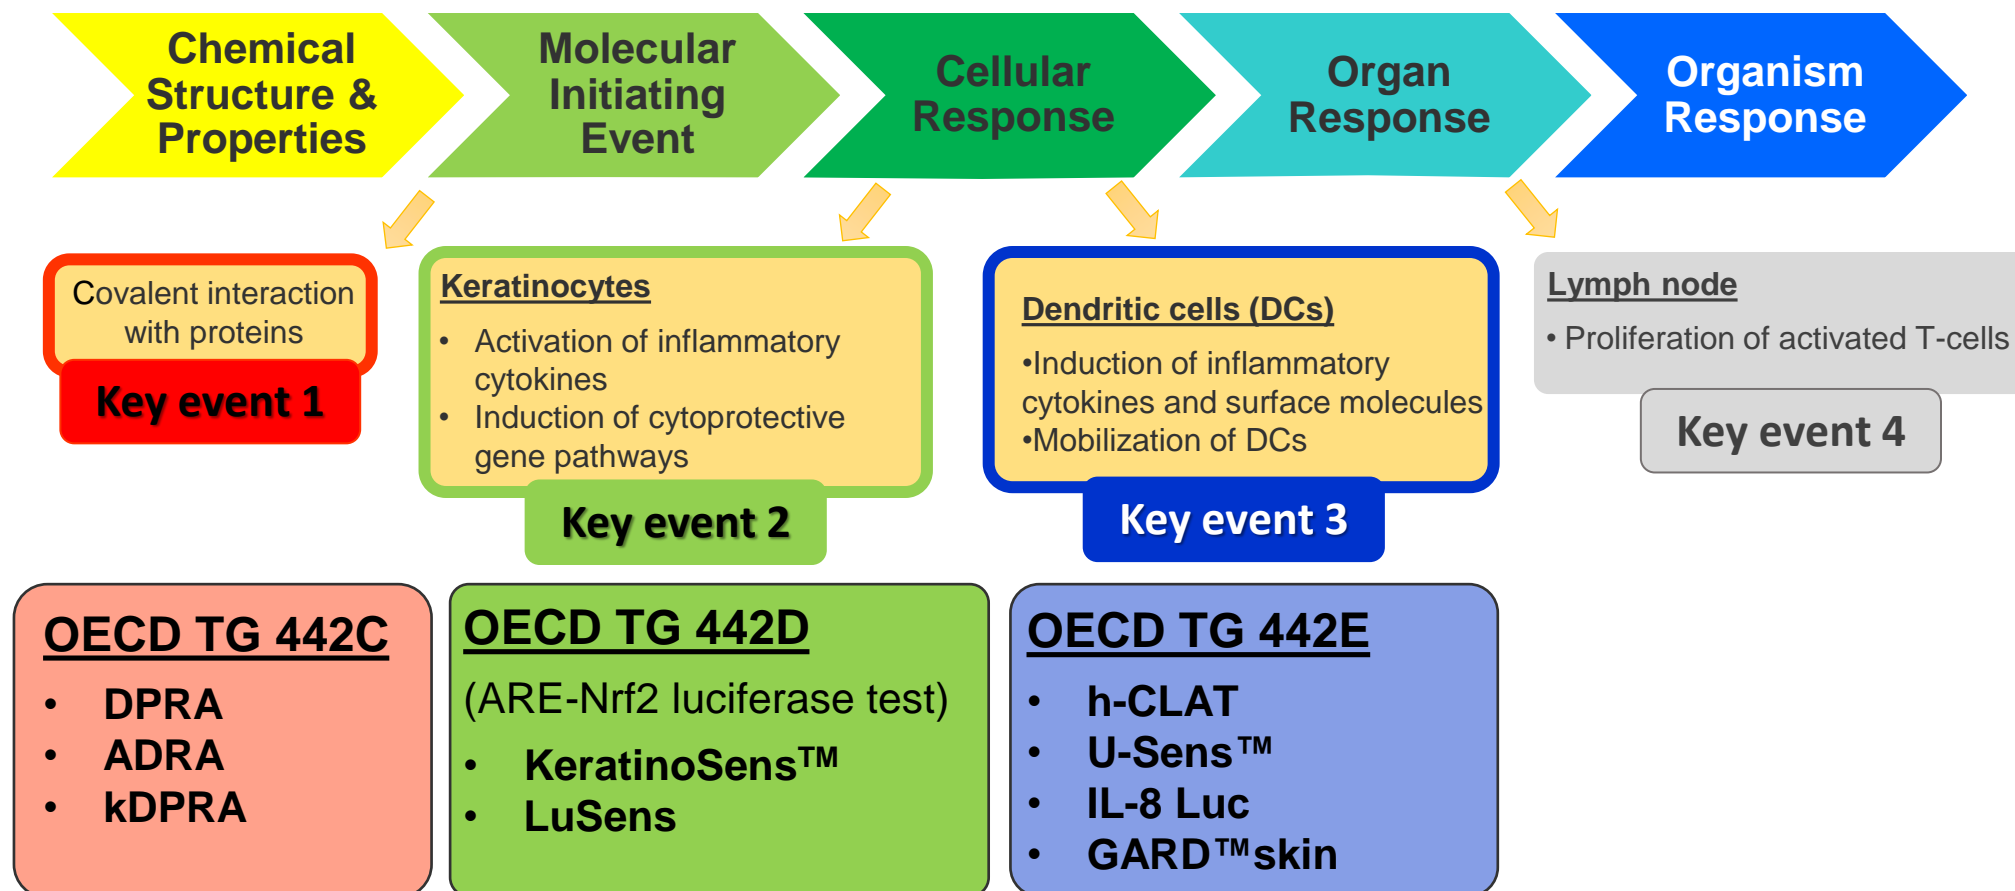 Chemical
Structure &
Properties
Molecular
Initiating
Event
Cellular
Response
Organ
Response
Organism
Response
Covalent interaction
with proteins
Key event 1
Keratinocytes
• Activation of inflammatory
cytokines
• Induction of cytoprotective
gene pathways
Key event 2
Dendritic cells (DCs)
•Induction of inflammatory
cytokines and surface molecules
•Mobilization of DCs
Key event 3
Lymph node
• Proliferation of activated T-cells
Key event 4
OECD TG 442C
• DPRA
• ADRA
• kDPRA
OECD TG 442D
(ARE-Nrf2 luciferase test)
• KeratinoSens™
• LuSens
OECD TG 442E
• h-CLAT
• U-Sens™
• IL-8 Luc
• GARD™skin